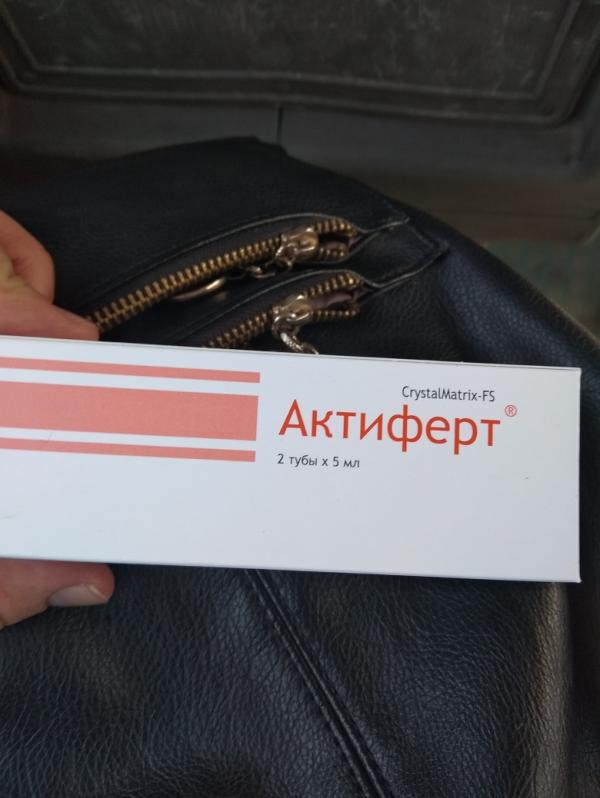 CrystalMatrix-FS
Актиферт®
2 тубы х 5 мл